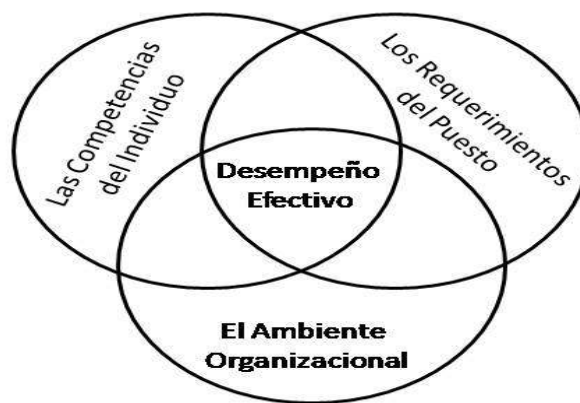 Las Competencias
del Individuo
Los Requerimientos
del Puesto
Desempeño
Efectivo
El Ambiente
Organizacional